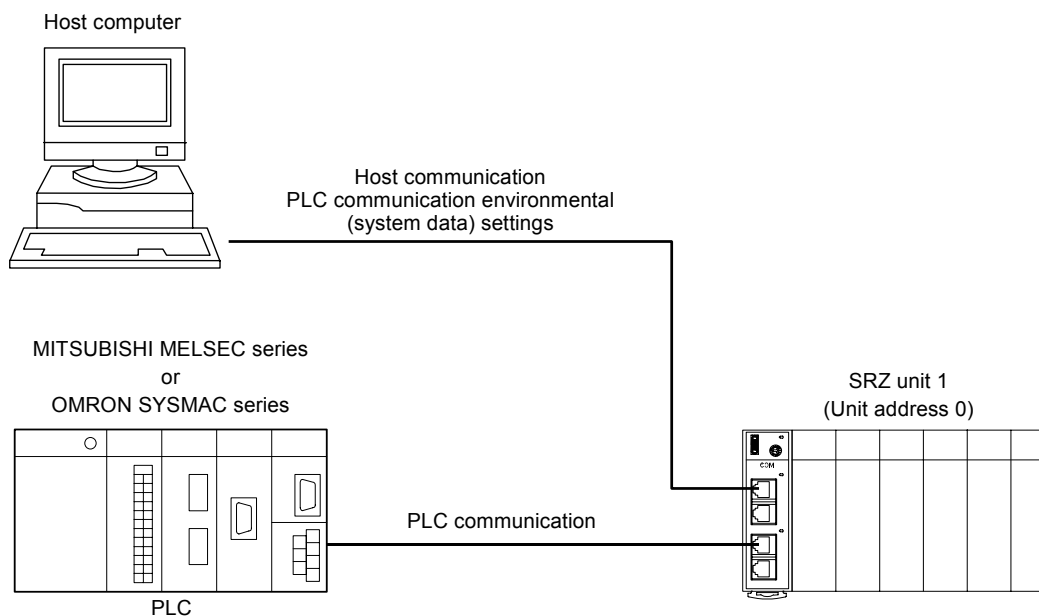 Host computer
Host communication
PLC communication environmental
(system data) settings
MITSUBISHI MELSEC series
or
OMRON SYSMAC series
SRZ unit 1
(Unit address 0)
COM
PLC communication
PLC